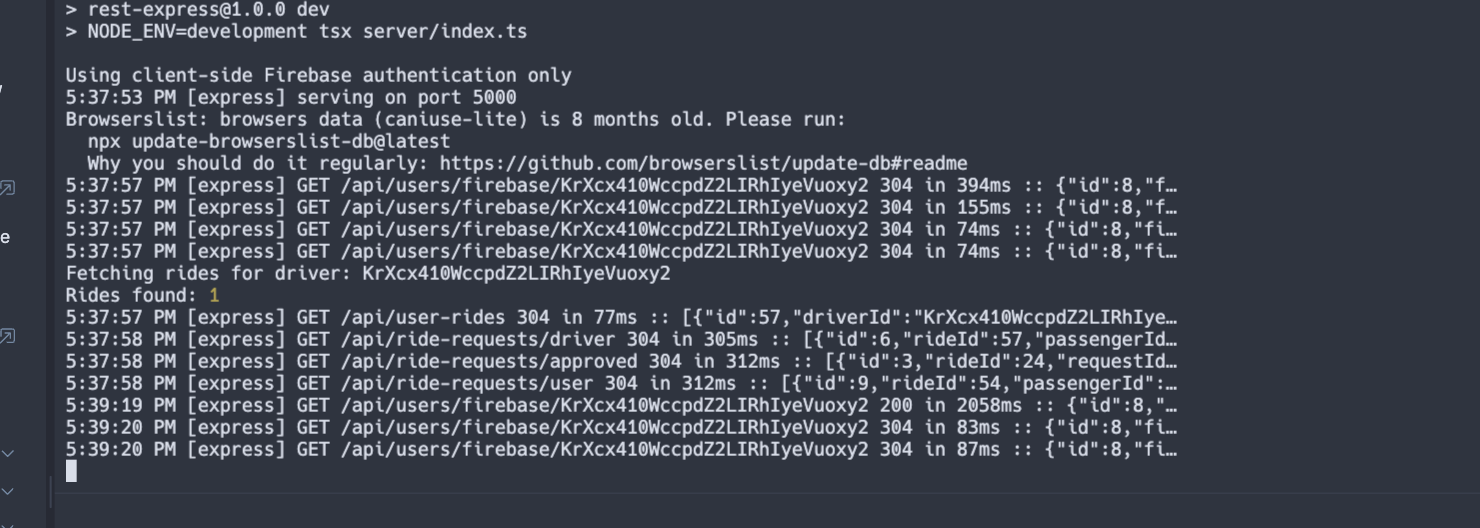 > rest-express@1.0.0 dev
> NODE_ENV=development tsx server/index.ts
Using client-side Firebase authentication only
5:37:53 PM [express] serving on port 5000
Browserslist: browsers data (caniuse-lite) is 8 months old. Please run:
npx update-browserslist-db@latest
Why you should do it regularly: https://github.com/browserslist/update-db#readme
5:37:57 PM [express] GET /api/users/firebase/KrXcx410WccpdZ2LIRhIyeVuoxy2 304 in 394ms :: {"id":8,"f…
5:37:57 PM [express] GET /api/users/firebase/KrXcx410WccpdZ2LIRhIyeVuoxy2 304 in 155ms :: {"id":8,"f…
5:37:57 PM [express] GET /api/users/firebase/KrXcx410WccpdZ2LIRhIyeVuoxy2 304 in 74ms :: {"id":8,"fi…
5:37:57 PM [express] GET /api/users/firebase/KrXcx410WccpdZ2LIRhIyeVuoxy2 304 in 74ms :: {"id":8,"fi…
Fetching rides for driver: KrXcx410WccpdZ2LIRhIyeVuoxy2
Rides found: 1
5:37:57 PM [express] GET /api/user-rides 304 in 77ms :: [{"id":57,"driverId":"KrXcx410WccpdZ2LIRhIye…
5:37:58 PM [express] GET /api/ride-requests/driver 304 in 305ms :: [{"id":6,"rideId":57,"passengerId…
5:37:58 PM [express] GET /api/ride-requests/approved 304 in 312ms :: [{"id":3,"rideId":24,"requestId…
5:37:58 PM [express] GET /api/ride-requests/user 304 in 312ms :: [{"id":9,"rideId":54,"passengerId":…
5:39:19 PM [express] GET /api/users/firebase/KrXcx410WccpdZ2LIRhIyeVuoxy2 200 in 2058ms :: {"id":8,"…
5:39:20 PM [express] GET /api/users/firebase/KrXcx410WccpdZ2LIRhIyeVuoxy2 304 in 83ms :: {"id":8,"fi…
5:39:20 PM [express] GET /api/users/firebase/KrXcx410WccpdZ2LIRhIyeVuoxy2 304 in 87ms :: {"id":8,"fi…